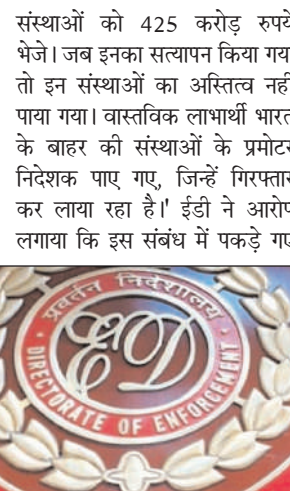 संस्थाओं को 425 करोड़ रुपये
भेजे। जब इनका सत्यापन किया गय
तो इन संस्थाओं का अस्तित्व नही
पाया गया। वास्तविक लाभार्थी भारत
के बाहर की संस्थाओं के प्रमोटर
निदेशक पाए गए, जिन्हें गिरफ्तार
कर लाया रहा है।' ईडी ने आरोप
लगाया कि इस संबंध में पकड़े गए
प्रवर्तन निदेशालय
ED
DIRECTORATE OF ENFORCEMENT